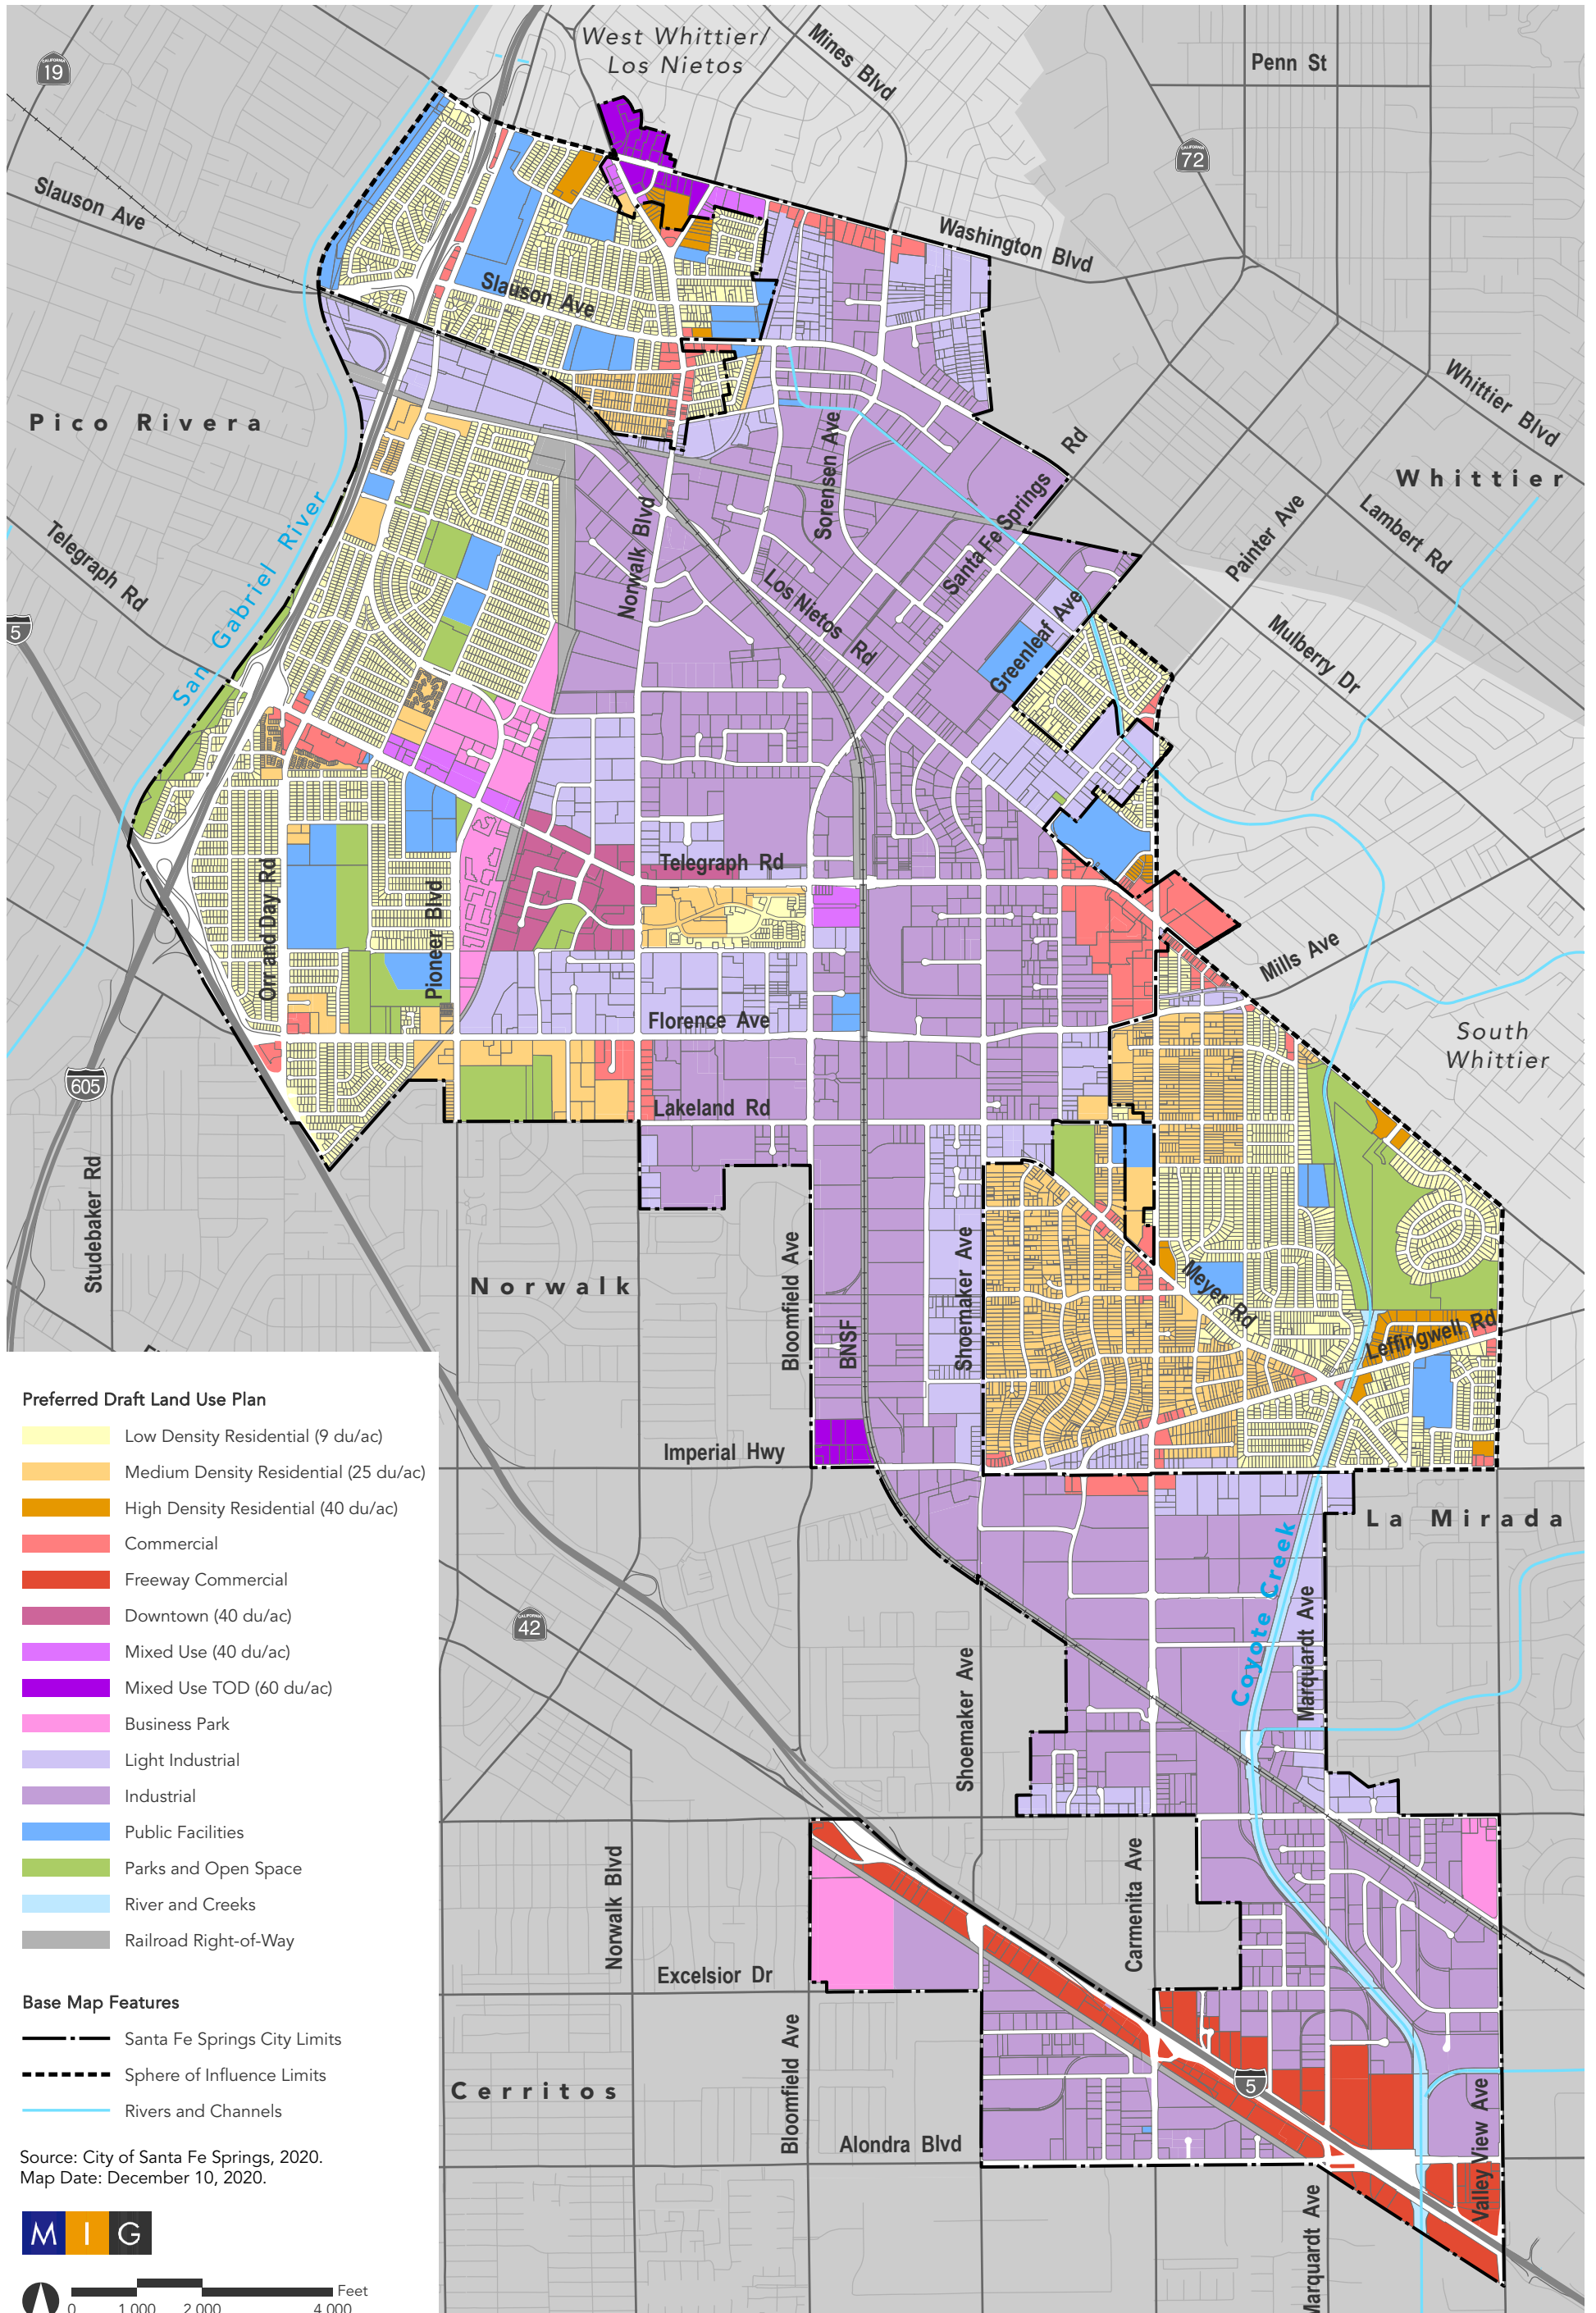 West Whittier/
Los Nietos
Mines Blvd
Penn St
CALIFORNIA
19
CALIFORNIA
72
Slauson Ave
Washington Blvd
Slauson Ave
Whittier Blvd
Pico Rivera
Sorensen Ave
Santa Fe Springs Rd
Whittier
Lambert Rd
Painter Ave
Norwalk Blvd
San Gabriel River
Telegraph Rd
Los Nietos Rd
Greenleaf Ave
Mulberry Dr
5
Telegraph Rd
Orr and Day Rd
Pioneer Blvd
Mills Ave
Florence Ave
South
Whittier
605
Lakeland Rd
Studebaker Rd
Norwalk
Bloomfield Ave
BNSF
Shoemaker Ave
Meyer Rd
Leffingwell Rd
Imperial Hwy
La Mirada
Coyote Creek
Marquardt Ave
CALIFORNIA
42
Shoemaker Ave
Norwalk Blvd
Carmenita Ave
Excelsior Dr
Bloomfield Ave
Cerritos
5
Alondra Blvd
Valley View Ave
Marquardt Ave
Preferred Draft Land Use Plan
Low Density Residential (9 du/ac)
Medium Density Residential (25 du/ac)
High Density Residential (40 du/ac)
Commercial
Freeway Commercial
Downtown (40 du/ac)
Mixed Use (40 du/ac)
Mixed Use TOD (60 du/ac)
Business Park
Light Industrial
Industrial
Public Facilities
Parks and Open Space
River and Creeks
Railroad Right-of-Way
Base Map Features
Santa Fe Springs City Limits
Sphere of Influence Limits
Rivers and Channels
Source: City of Santa Fe Springs, 2020.
Map Date: December 10, 2020.
M I G
Feet
0 1,000 2,000 4,000